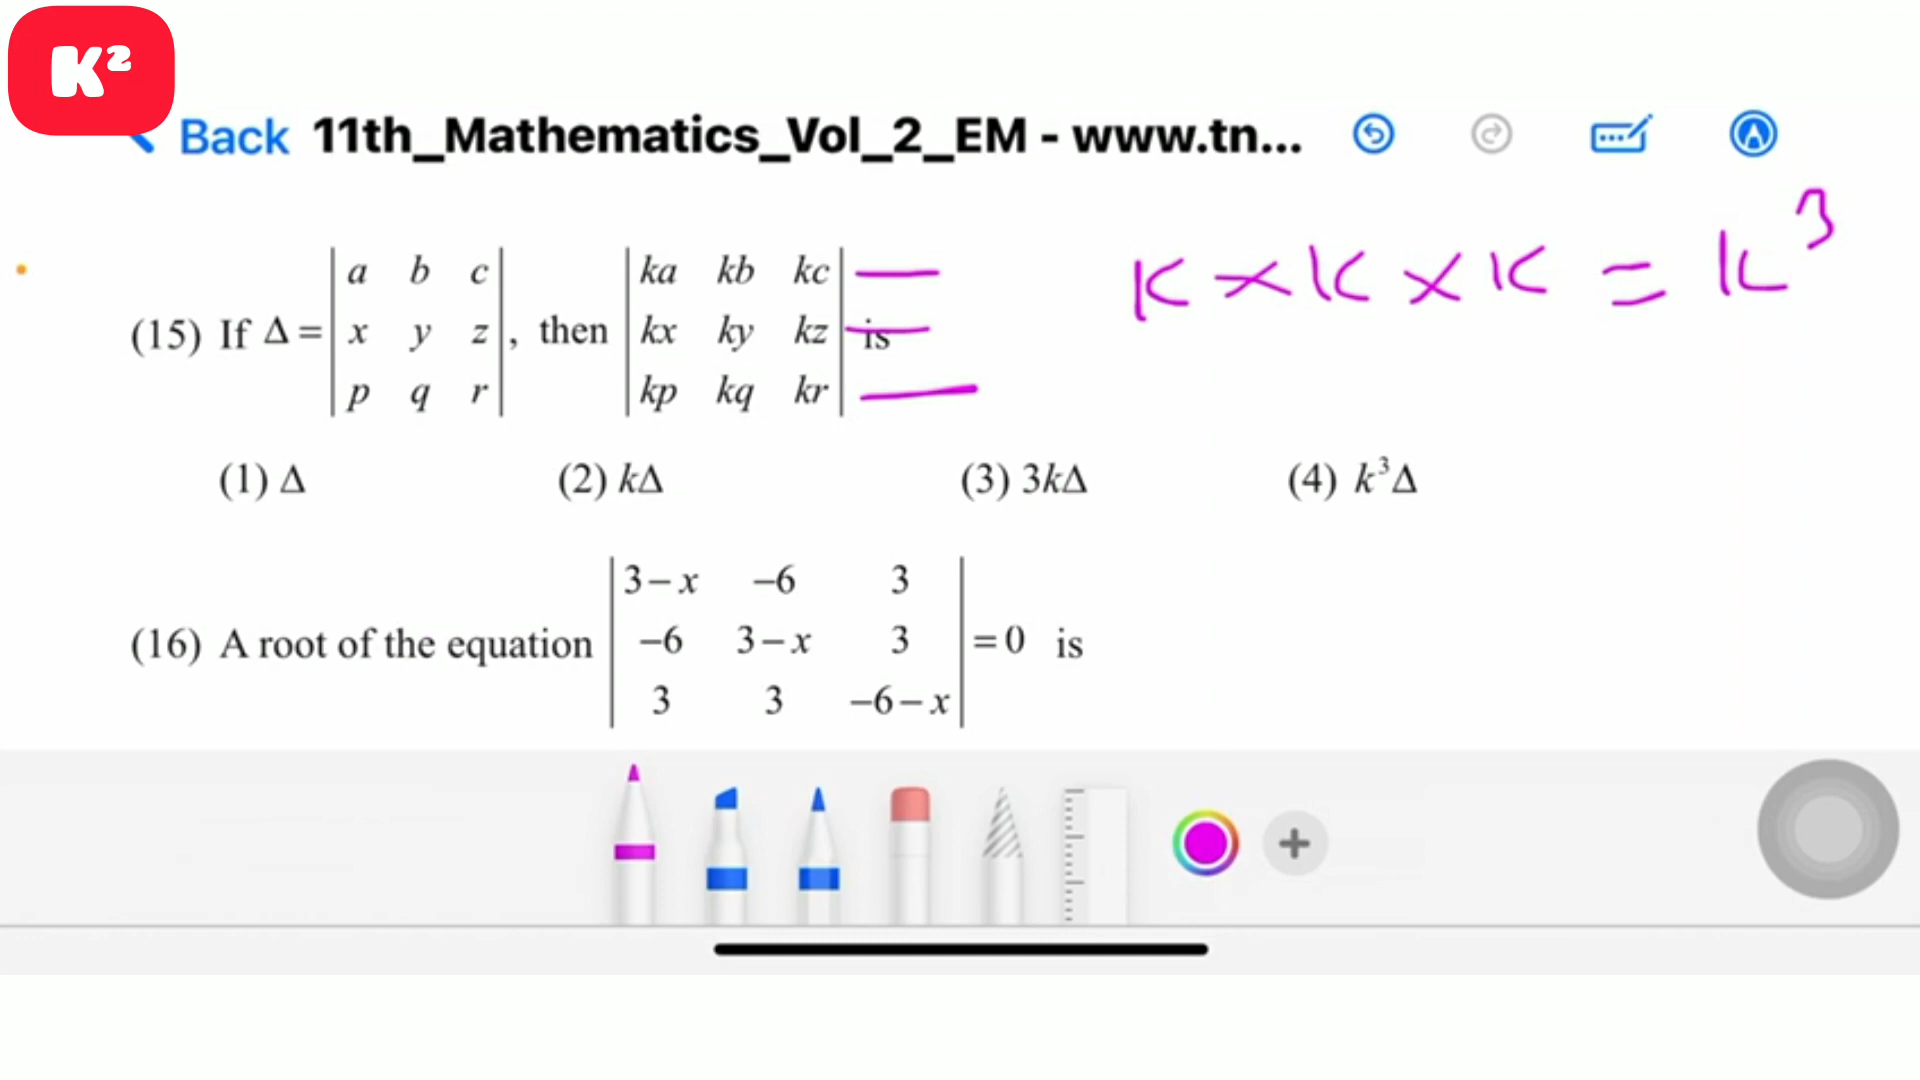 K²
Back 11th_Mathematics_Vol_2_EM - www.tn...
K × K × K = K³
(15) If Δ = | a b c |, then | ka kb kc | is
| x y z | | kx ky kz |
| p q r | | kp kq kr |
(1) Δ (2) kΔ (3) 3kΔ (4) k³Δ
(16) A root of the equation | 3−x −6 3 | = 0 is
| −6 3−x 3 |
| 3 3 −6−x |